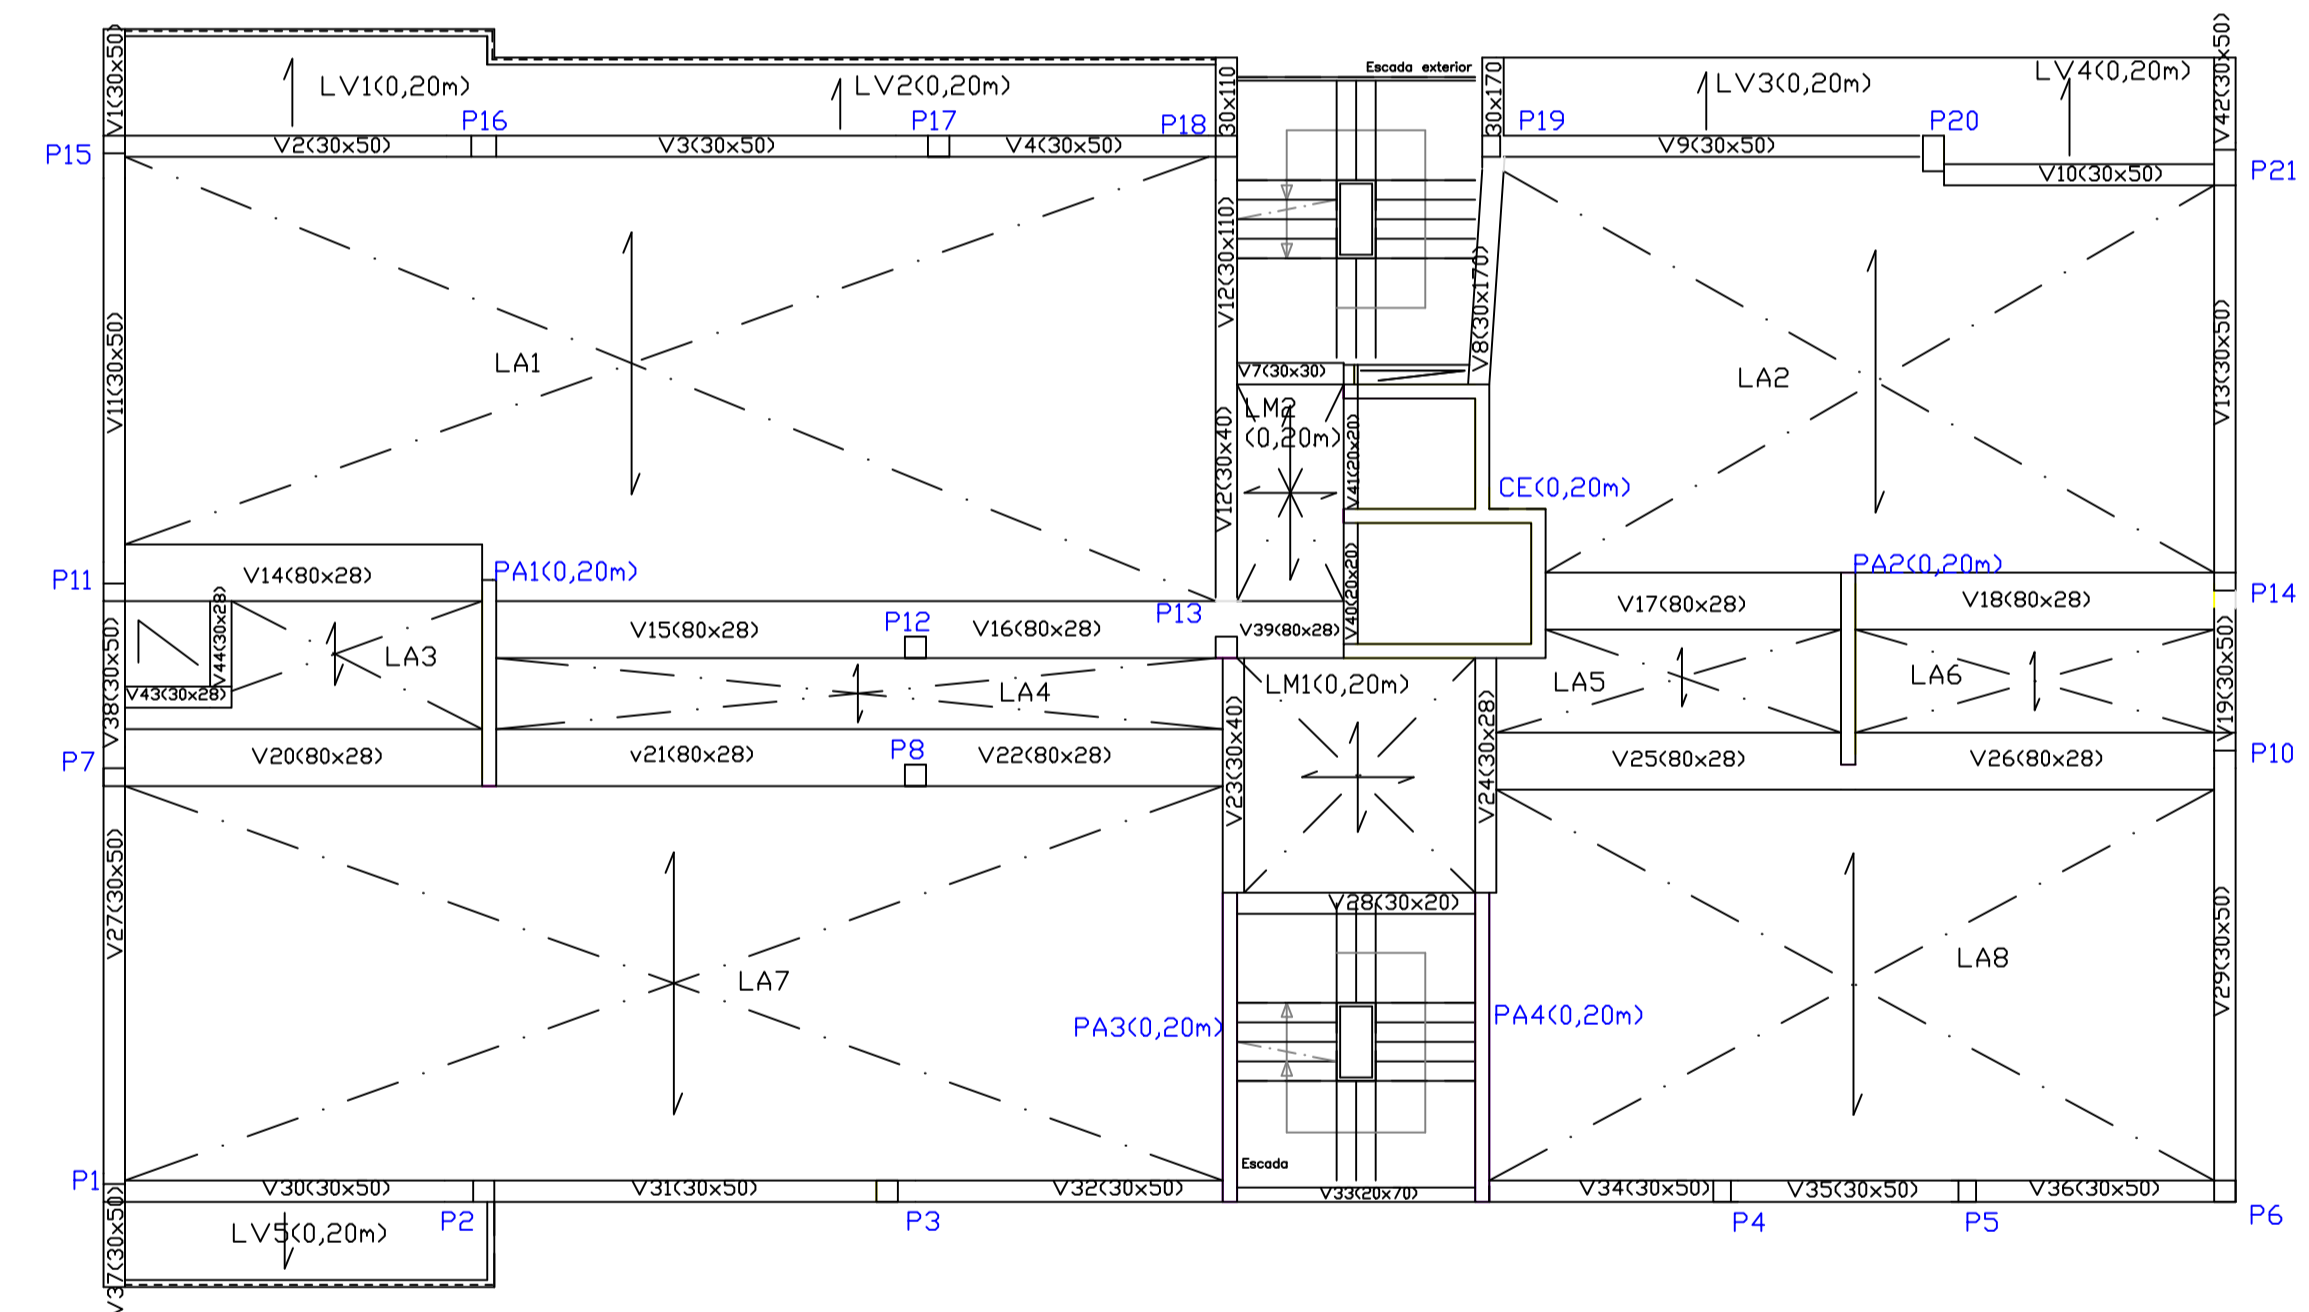 Escada exterior
V1(30x50)
LV1(0,20m)
LV2(0,20m)
30x110
30x170
LV3(0,20m)
LV4(0,20m)
V42(30x50)
P15
V2(30x50)
P16
V3(30x50)
P17
V4(30x50)
P18
P19
V9(30x50)
P20
V10(30x50)
P21
V11(30x50)
LA1
V12(30x110)
V8(30x170)
LA2
V13(30x50)
V7(30x30)
LM2
(0,20m)
V12(30x40)
V41(20x20)
CE(0,20m)
P11
V14(80x28)
PA1(0,20m)
P13
V40(20x20)
PA2(0,20m)
P14
V44(30x28)
V15(80x28)
P12
V16(80x28)
V39(80x28)
V17(80x28)
V18(80x28)
V38(30x50)
V43(30x28)
LA3
LA4
LM1(0,20m)
LA5
LA6
V19(30x50)
P7
V20(80x28)
v21(80x28)
P8
V22(80x28)
V23(30x40)
V24(30x28)
V25(80x28)
V26(80x28)
P10
V27(30x50)
LA7
V28(30x20)
LA8
V29(30x50)
PA3(0,20m)
PA4(0,20m)
Escada
P1
V30(30x50)
V31(30x50)
V32(30x50)
V33(20x70)
V34(30x50)
V35(30x50)
V36(30x50)
V37(30x50)
LV5(0,20m)
P2
P3
P4
P5
P6